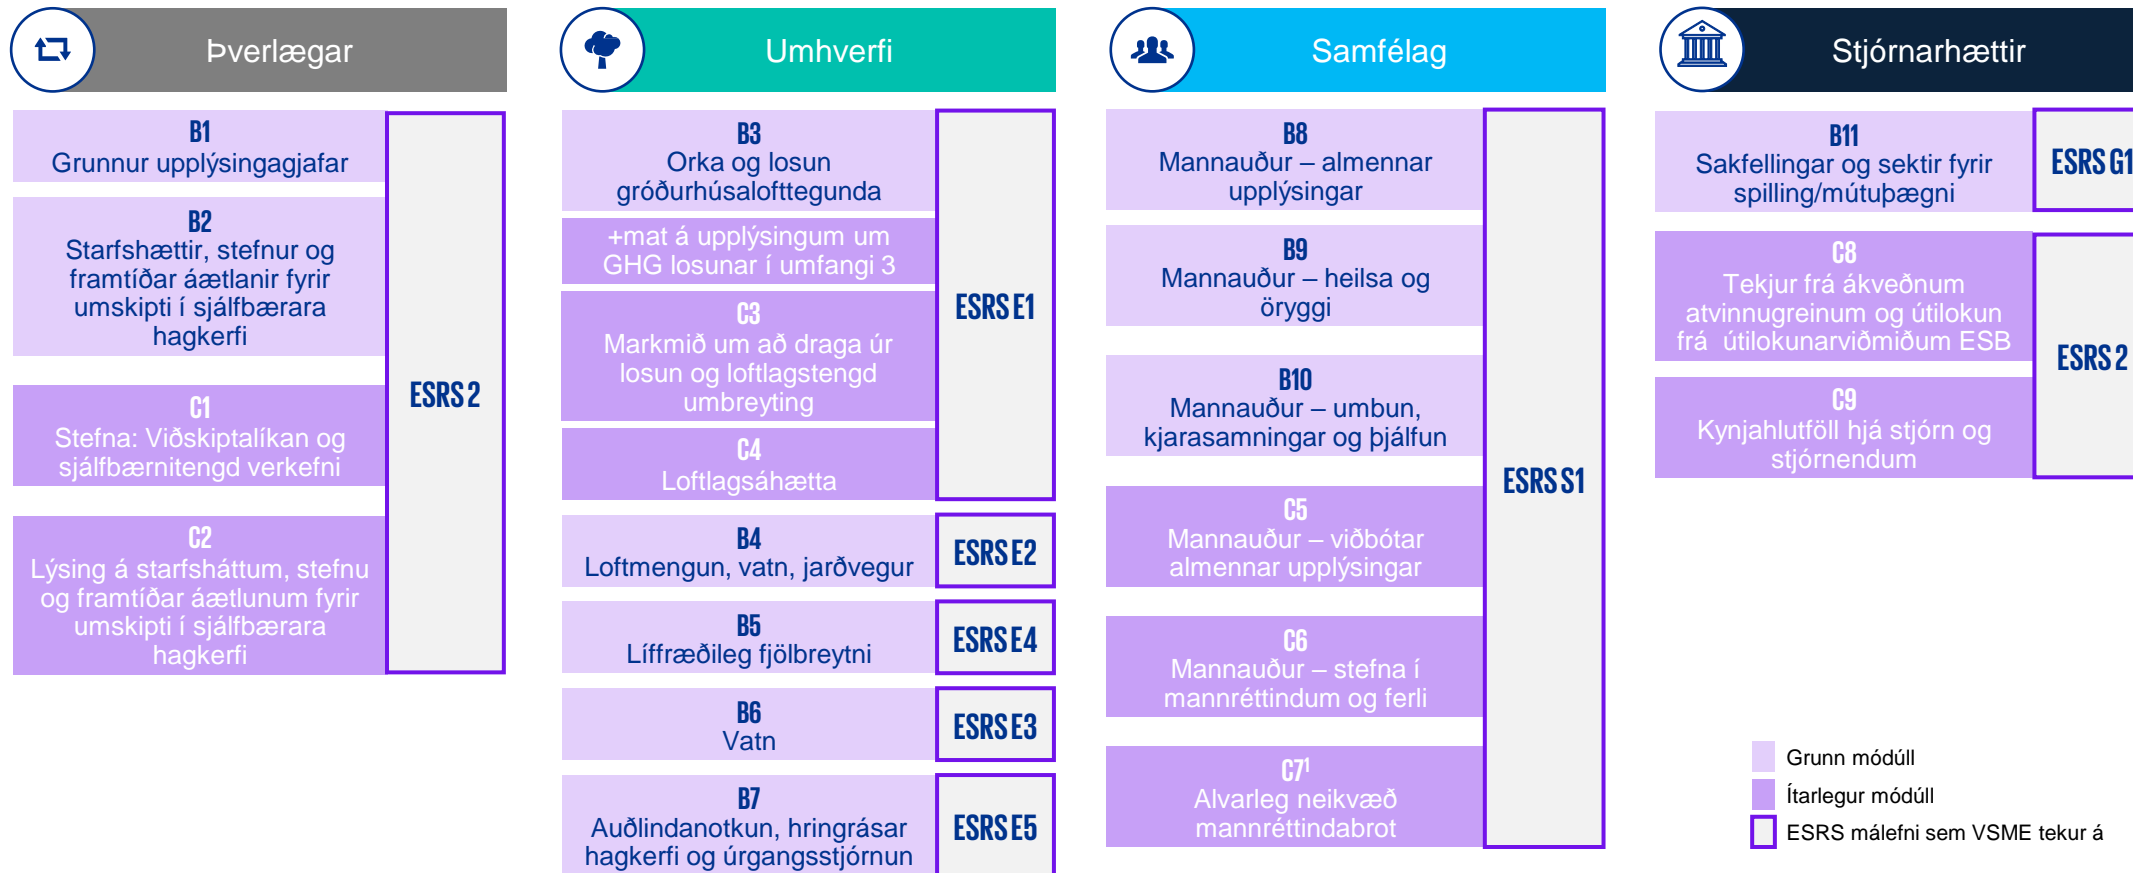 Þverlægar
B1
Grunnur upplýsingagjafar
B2
Starfshættir, stefnur og
framtíðar áætlanir fyrir
umskipti í sjálfbærara
hagkerfi
C1
Stefna: Viðskiptalíkan og
sjálfbærnitengd verkefni
C2
Lýsing á starfsháttum, stefnu
og framtíðar áætlunum fyrir
umskipti í sjálfbærara
hagkerfi
ESRS 2
Umhverfi
B3
Orka og losun
gróðurhúsalofttegunda
+mat á upplýsingum um
GHG losunar í umfangi 3
C3
Markmið um að draga úr
losun og loftlagstengd
umbreyting
C4
Loftlagsáhætta
ESRS E1
B4
Loftmengun, vatn, jarðvegur
ESRS E2
B5
Líffræðileg fjölbreytni
ESRS E4
B6
Vatn
ESRS E3
B7
Auðlindanotkun, hringrásar
hagkerfi og úrgangsstjórnun
ESRS E5
Samfélag
B8
Mannauður – almennar
upplýsingar
B9
Mannauður – heilsa og
öryggi
B10
Mannauður – umbun,
kjarasamningar og þjálfun
C5
Mannauður – viðbótar
almennar upplýsingar
C6
Mannauður – stefna í
mannréttindum og ferli
C7¹
Alvarleg neikvæð
mannréttindabrot
ESRS S1
Stjórnarhættir
B11
Sakfellingar og sektir fyrir
spilling/mútuþægni
ESRS G1
C8
Tekjur frá ákveðnum
atvinnugreinum og útilokun
frá útilokunarviðmiðum ESB
C9
Kynjahlutföll hjá stjórn og
stjórnendum
ESRS 2
Grunn módúll
Ítarlegur módúll
ESRS málefni sem VSME tekur á